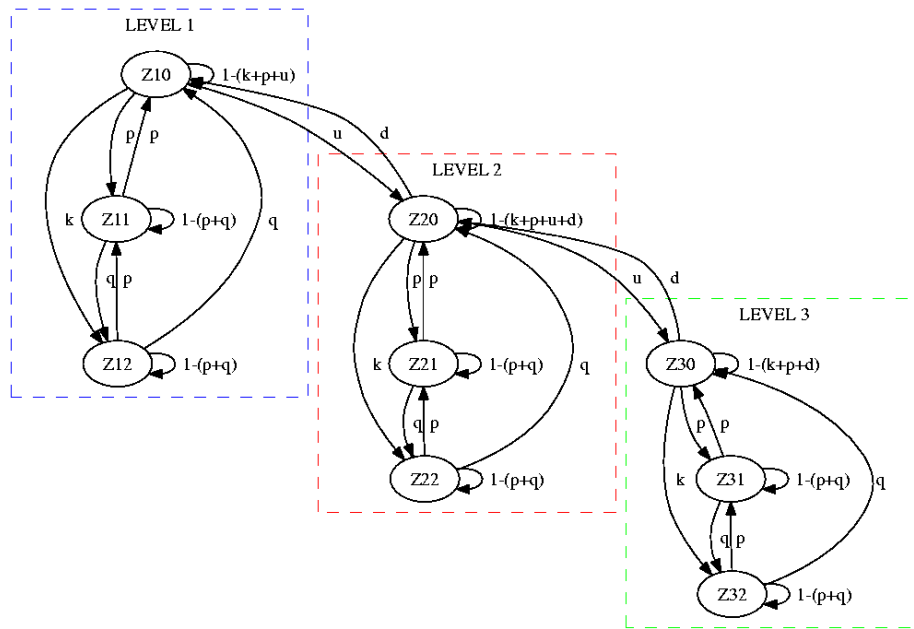 LEVEL 1
Z10
1-(k+p+u)
p
p
u
d
LEVEL 2
k
Z11
1-(p+q)
q
Z20
1-(k+p+u+d)
q
p
p
p
u
d
LEVEL 3
Z12
1-(p+q)
k
Z21
1-(p+q)
q
Z30
1-(k+p+d)
q
p
p
p
Z22
1-(p+q)
k
Z31
1-(p+q)
q
q
p
Z32
1-(p+q)